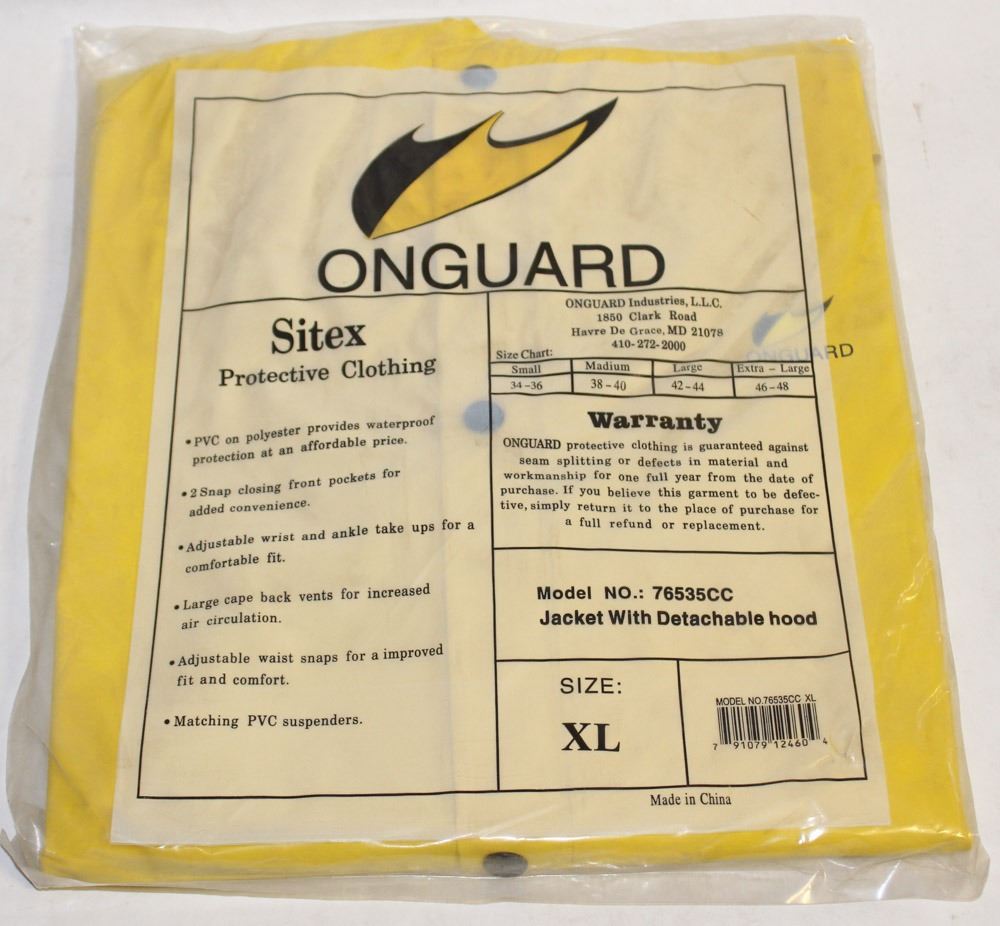 ONGUARD
Sitex
Protective Clothing
• PVC on polyester provides waterproof
protection at an affordable price.
• 2 Snap closing front pockets for
added convenience.
• Adjustable wrist and ankle take ups for a
comfortable fit.
• Large cape back vents for increased
air circulation.
• Adjustable waist snaps for a improved
fit and comfort.
• Matching PVC suspenders.
ONGUARD Industries, L.L.C.
1850 Clark Road
Havre De Grace, MD 21078
410-272-2000
ONGUARD
Size Chart:
Small Medium Large Extra - Large
34-36 38-40 42-44 46-48
Warranty
ONGUARD protective clothing is guaranteed against
seam splitting or defects in material and
workmanship for one full year from the date of
purchase. If you believe this garment to be defec-
tive, simply return it to the place of purchase for
a full refund or replacement.
Model NO.: 76535CC
Jacket With Detachable hood
SIZE:
XL
MODEL NO.76535CC XL
7 91079 12460 4
Made in China